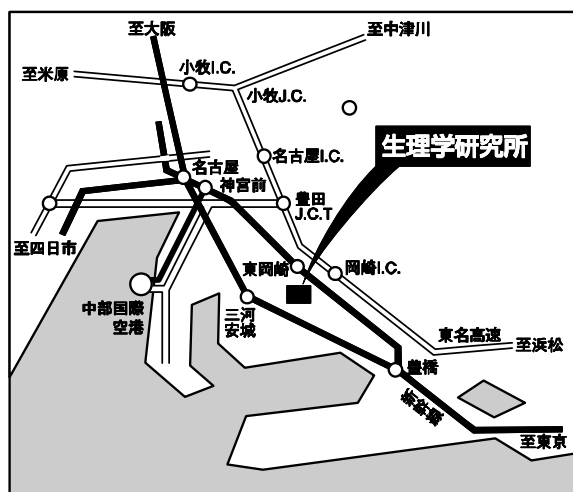 至大阪
至中津川
至米原
小牧I.C.
小牧J.C.
生理学研究所
名古屋I.C.
名古屋
神宮前
豊田
J.C.T
至四日市
東岡崎
岡崎I.C.
中部国際
空港
三河
安城
東名高速
至浜松
豊橋
新幹線
至東京